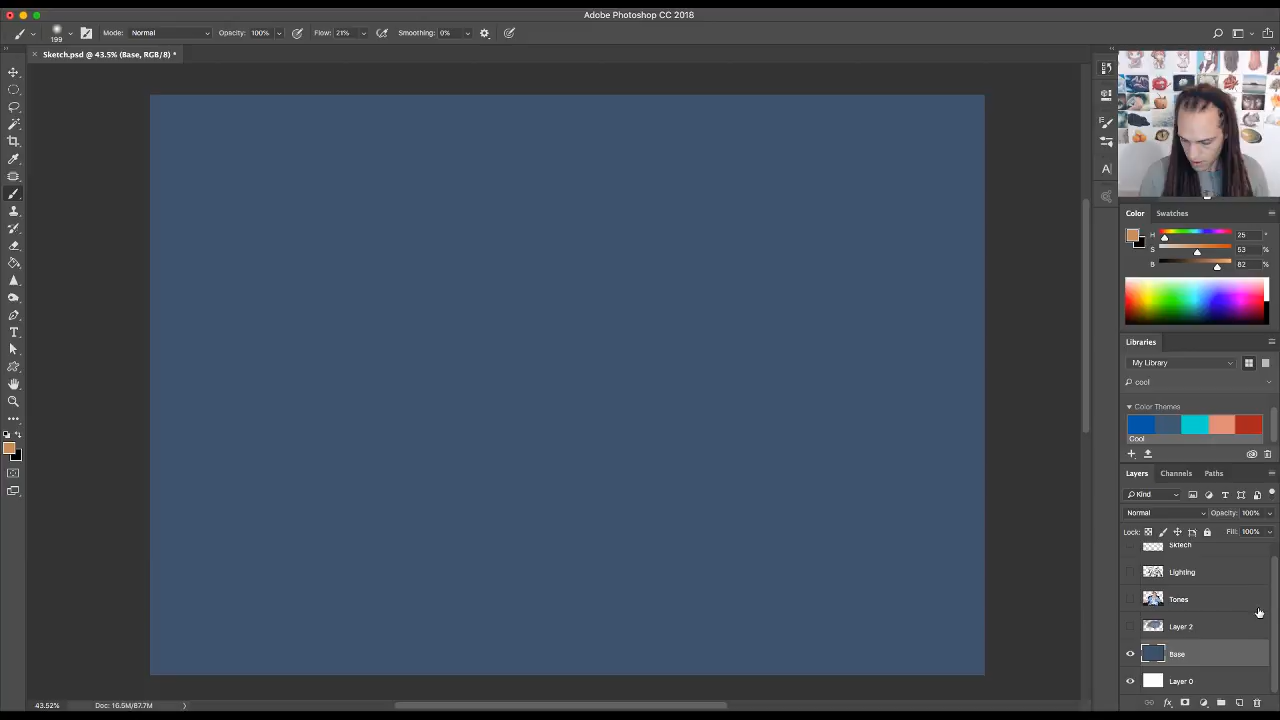 Adobe Photoshop CC 2018
199
Mode: Normal
Opacity: 100%
Flow: 21%
Smoothing: 0%
Sketch.psd @ 43.5% (Base, RGB/8) *
Color
Swatches
H 25 °
S 53 %
B 82 %
Libraries
My Library
cool
Color Themes
Cool
Layers
Channels
Paths
Kind
Normal
Opacity: 100%
Lock:
Fill: 100%
Sktech
Lighting
Tones
Layer 2
Base
Layer 0
43.52%
Doc: 16.5M/87.7M